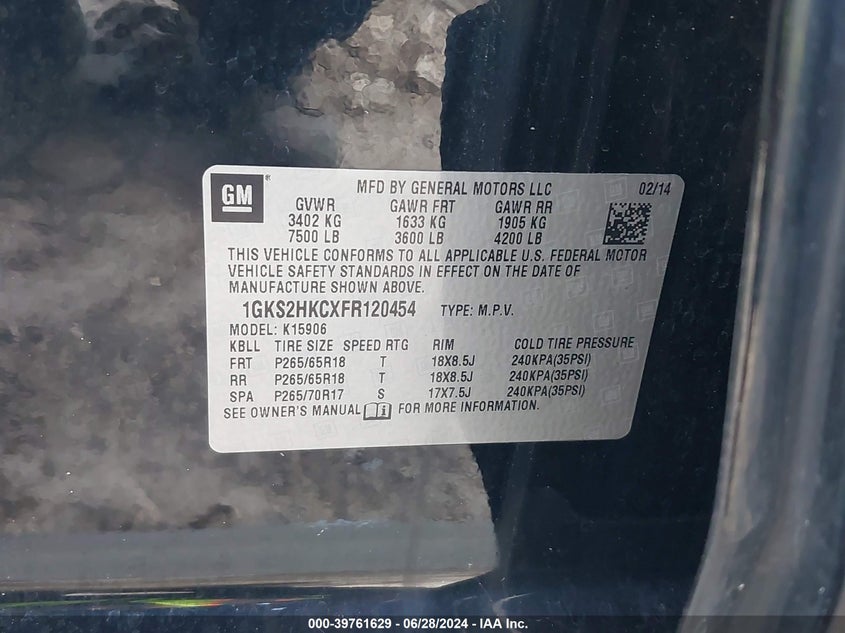 GM® MFD BY GENERAL MOTORS LLC 02/14
GVWR GAWR FRT GAWR RR
3402 KG 1633 KG 1905 KG
7500 LB 3600 LB 4200 LB
THIS VEHICLE CONFORMS TO ALL APPLICABLE U.S. FEDERAL MOTOR
VEHICLE SAFETY STANDARDS IN EFFECT ON THE DATE OF
MANUFACTURE SHOWN ABOVE.
1GKS2HKCXFR120454 TYPE: M.P.V.
MODEL: K15906
KBLL TIRE SIZE SPEED RTG RIM COLD TIRE PRESSURE
FRT P265/65R18 T 18X8.5J 240KPA(35PSI)
RR P265/65R18 T 18X8.5J 240KPA(35PSI)
SPA P265/70R17 S 17X7.5J 240KPA(35PSI)
SEE OWNER'S MANUAL FOR MORE INFORMATION.
000-39761629 - 06/28/2024 - IAA Inc.